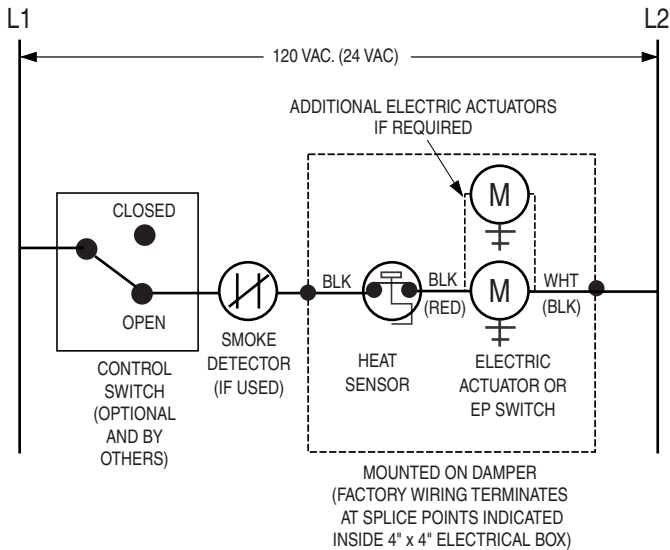 L1
L2
120 VAC. (24 VAC)
ADDITIONAL ELECTRIC ACTUATORS
IF REQUIRED
M
CLOSED
OPEN
BLK
BLK
(RED)
M
WHT
(BLK)
CONTROL
SWITCH
(OPTIONAL
AND BY
OTHERS)
SMOKE
DETECTOR
(IF USED)
HEAT
SENSOR
ELECTRIC
ACTUATOR OR
EP SWITCH
MOUNTED ON DAMPER
(FACTORY WIRING TERMINATES
AT SPLICE POINTS INDICATED
INSIDE 4" x 4" ELECTRICAL BOX)